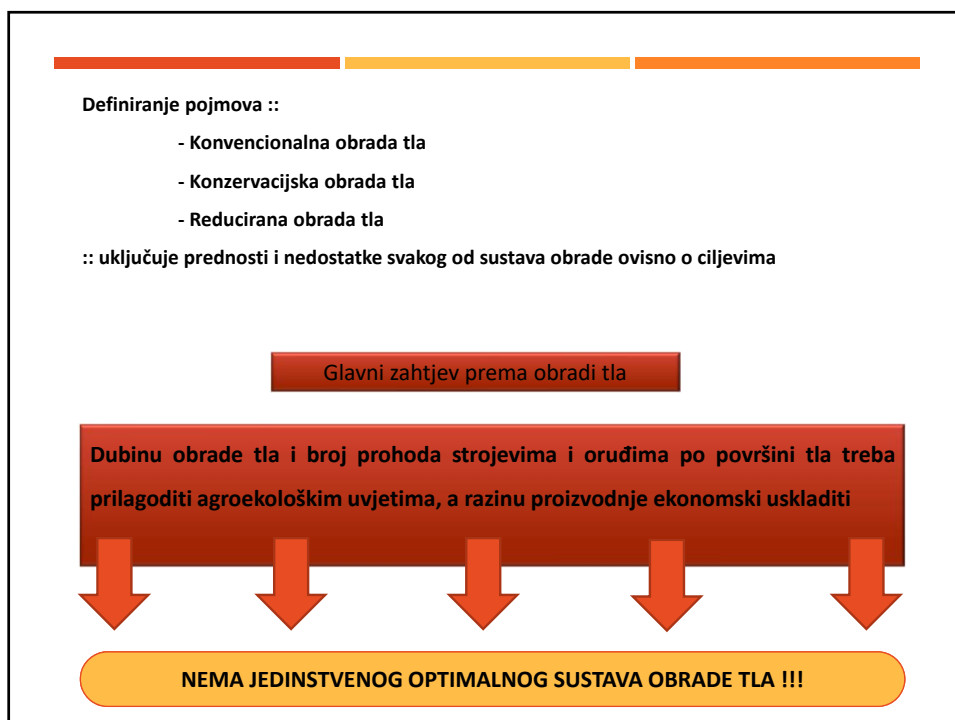 Definiranje pojmova ::
- Konvencionalna obrada tla
- Konzervacijska obrada tla
- Reducirana obrada tla
:: uključuje prednosti i nedostatke svakog od sustava obrade ovisno o ciljevima
Glavni zahtjev prema obradi tla
Dubinu obrade tla i broj prohoda strojevima i oruđima po površini tla treba
prilagoditi agroekološkim uvjetima, a razinu proizvodnje ekonomski uskladiti
NEMA JEDINSTVENOG OPTIMALNOG SUSTAVA OBRADE TLA !!!